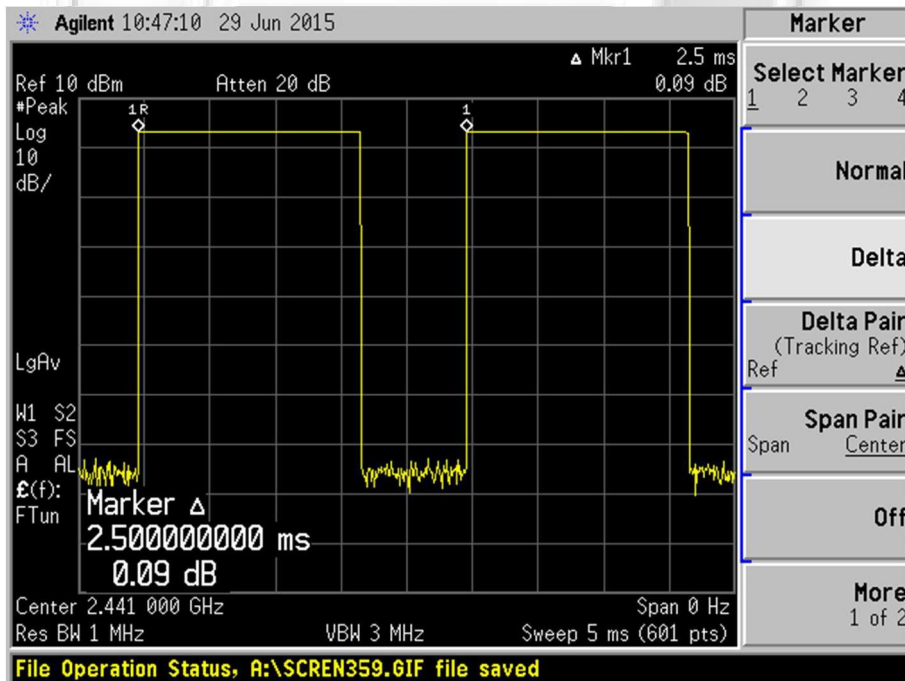 Agilent 10:47:10 29 Jun 2015
Marker
Δ Mkr1 2.5 ms
Ref 10 dBm Atten 20 dB 0.09 dB
#Peak
Log
10
dB/
1R
1
LgAv
W1 S2
S3 FS
A AL
£(f):
FTun
Marker Δ
2.500000000 ms
0.09 dB
Center 2.441 000 GHz Span 0 Hz
Res BW 1 MHz VBW 3 MHz Sweep 5 ms (601 pts)
File Operation Status, A:\SCREN359.GIF file saved
Select Marker
1 2 3 4
Normal
Delta
Delta Pair
(Tracking Ref)
Ref Δ
Span Pair
Span Center
Off
More
1 of 2